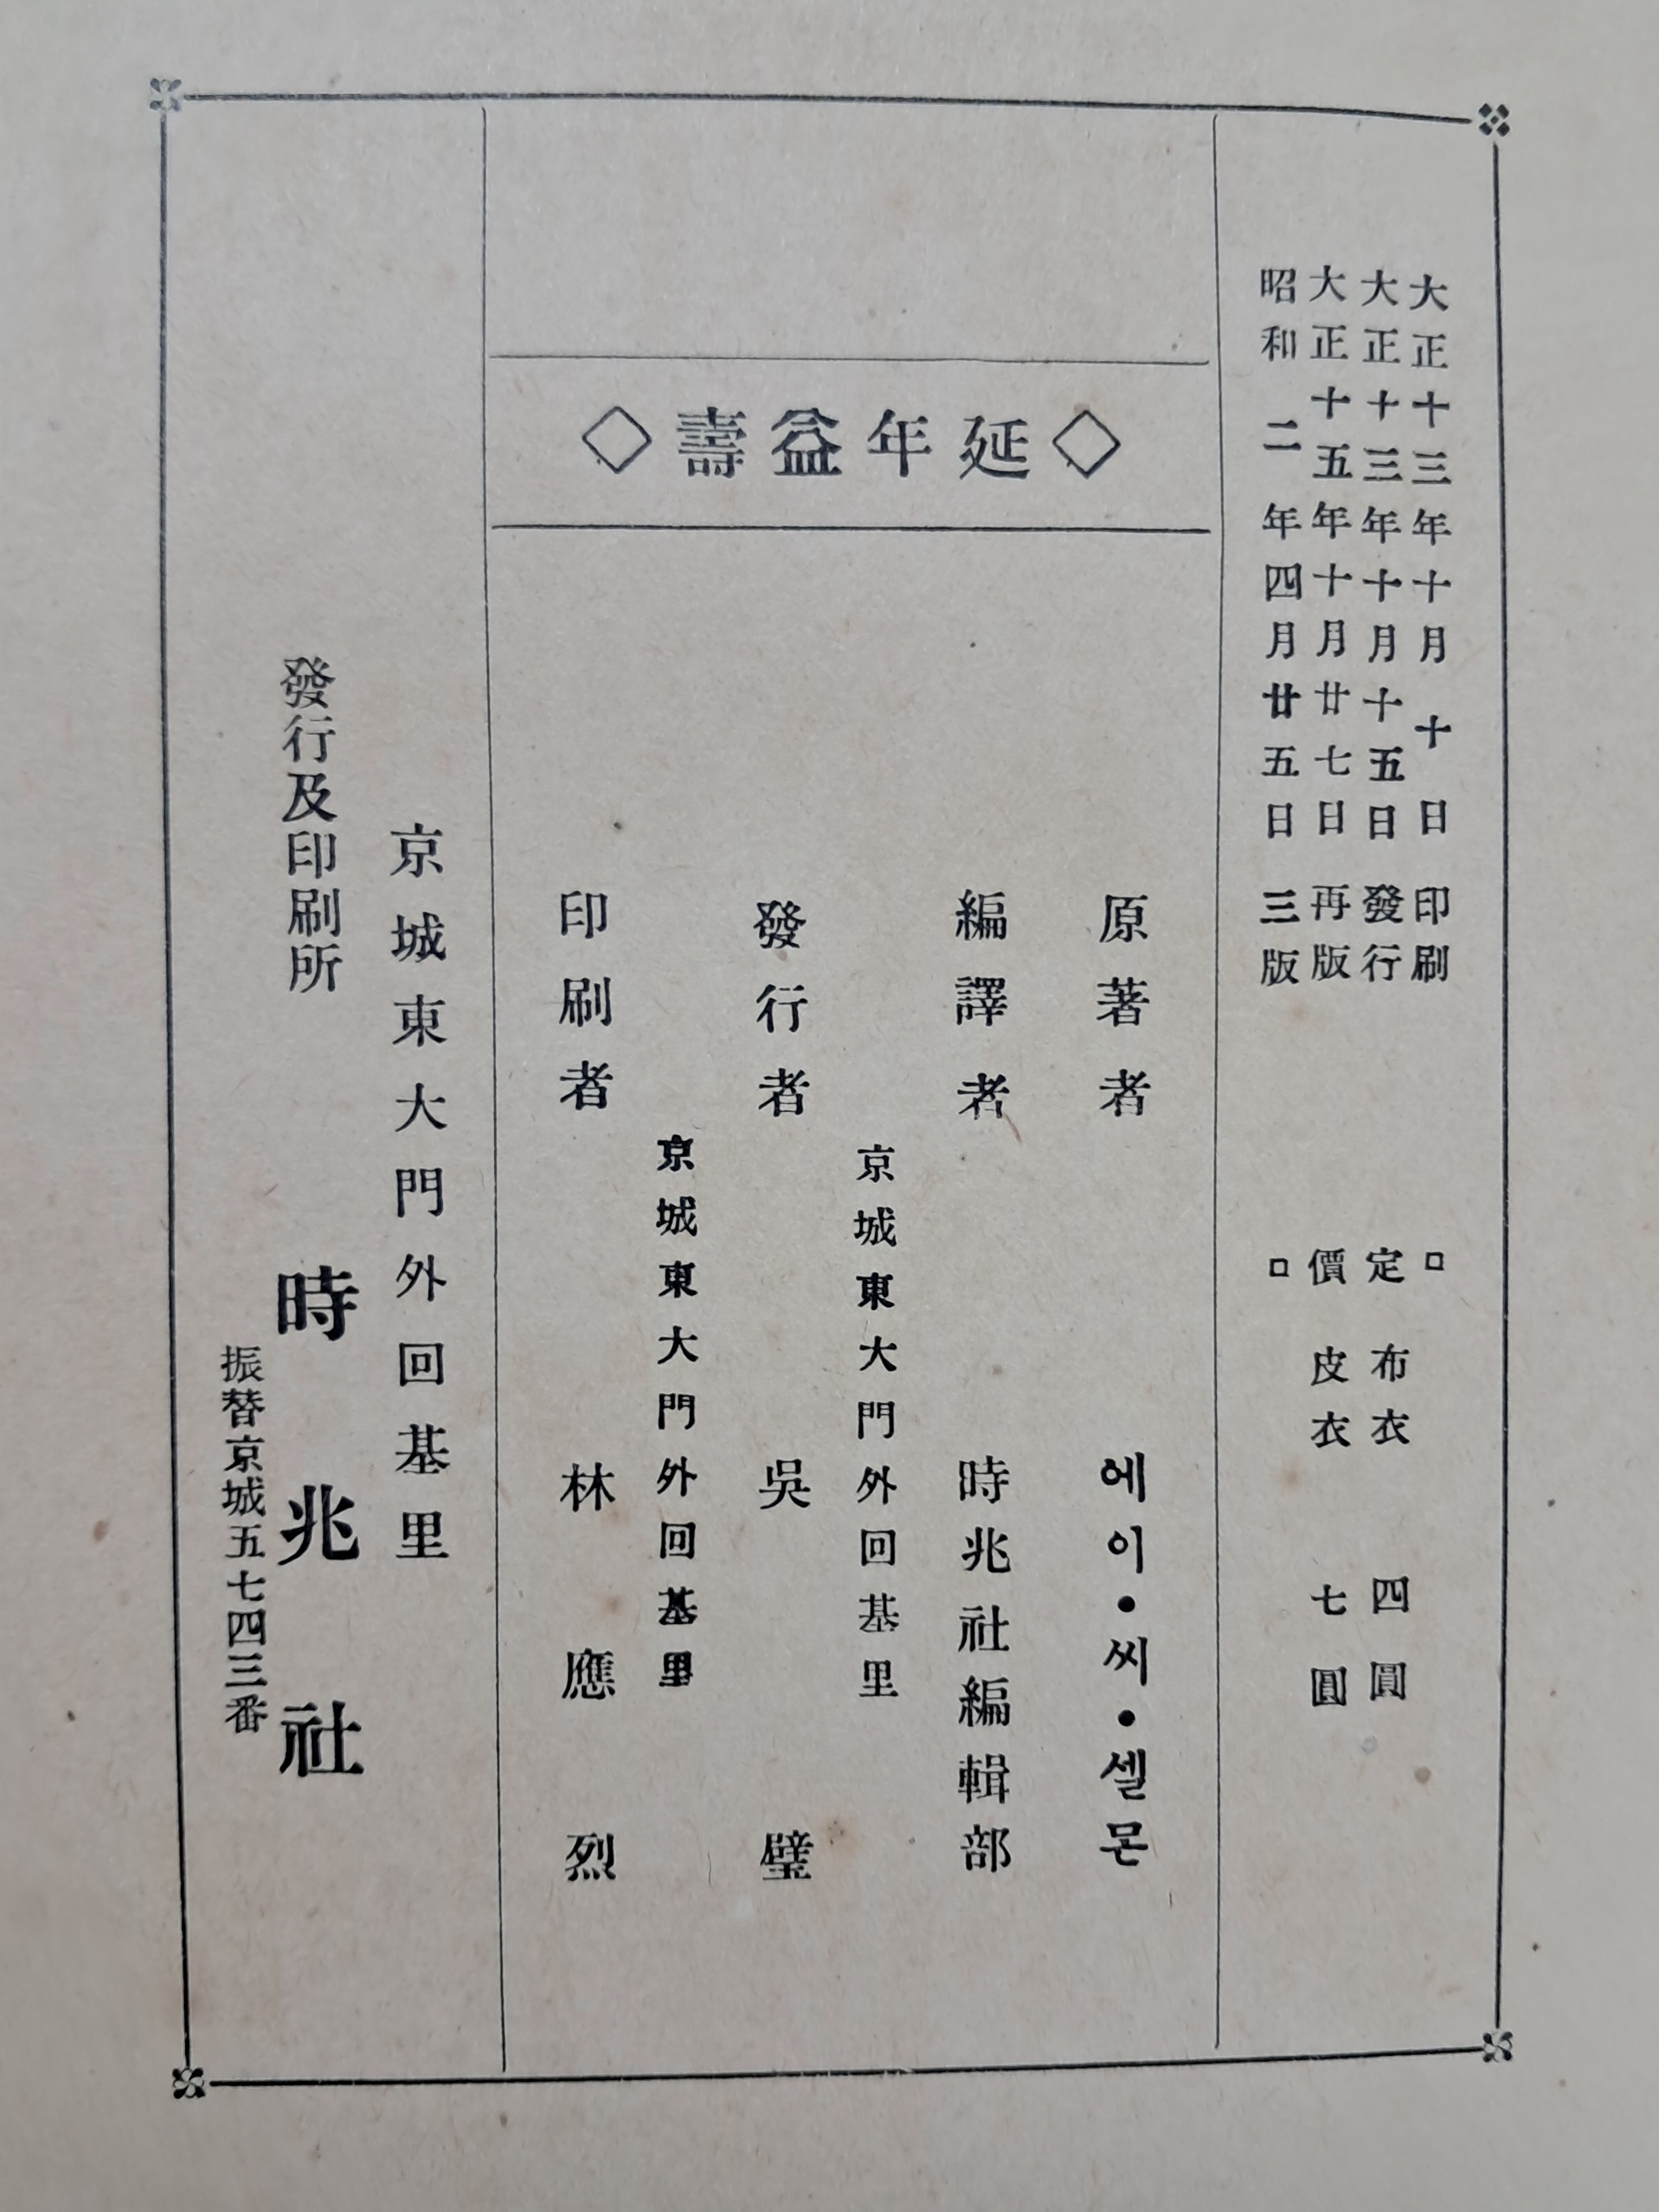 大正十三年十月十日印刷
大正十三年十月十五日發行
大正十五年十月廿七日再版
昭和二年四月廿五日三版
□定價□
布衣 四圓
皮衣 七圓
◇延年益壽◇
原著者 에이•씨•셀몬
編譯者 時兆社編輯部
京城東大門外回基里
發行者 吳璧
京城東大門外回基里
印刷者 林應烈
京城東大門外回基里
發行及印刷所 時兆社
振替京城五七四三番